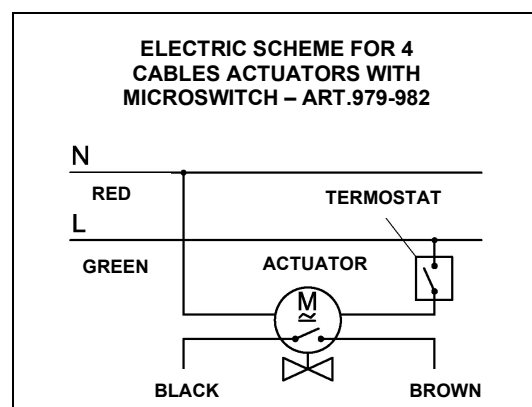 ELECTRIC SCHEME FOR 4
CABLES ACTUATORS WITH
MICROSWITCH – ART.979-982
N
RED
TERMOSTAT
L
GREEN
ACTUATOR
M
BLACK
BROWN